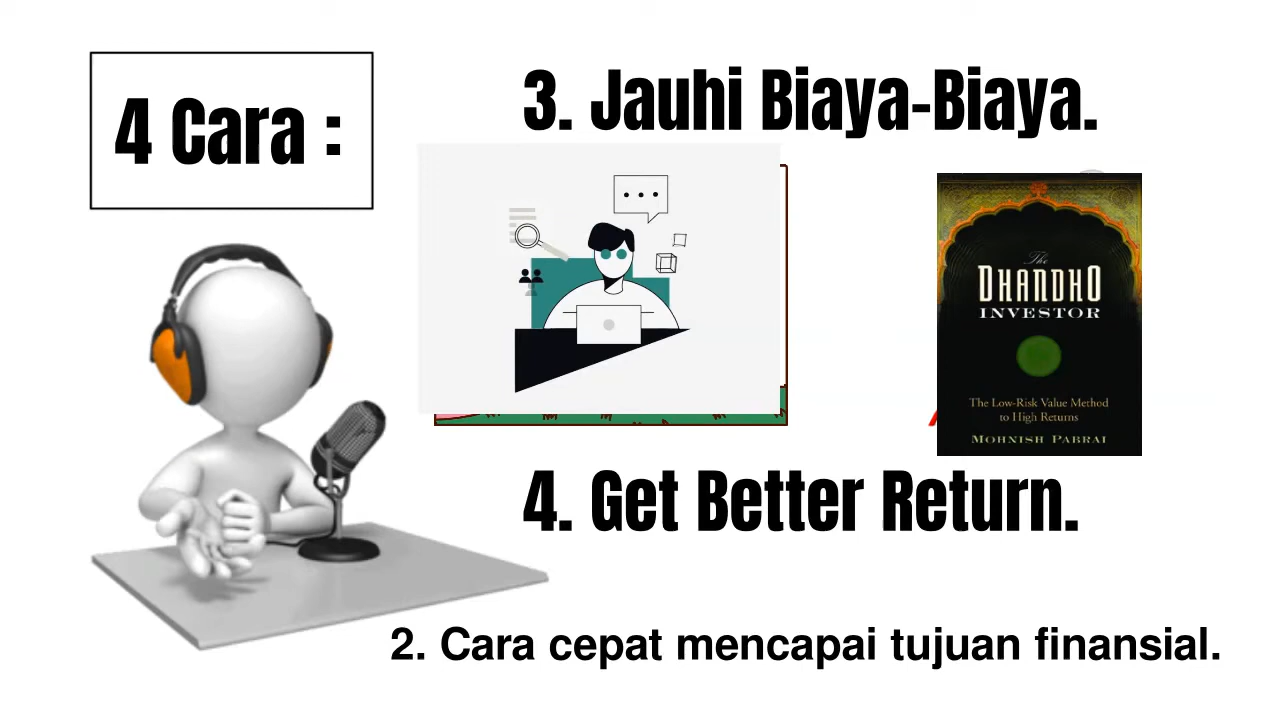 4 Cara :
3. Jauhi Biaya-Biaya.
The
DHANDHO
INVESTOR
The Low-Risk Value Method
to High Returns
MOHNISH PABRAI
4. Get Better Return.
2. Cara cepat mencapai tujuan finansial.